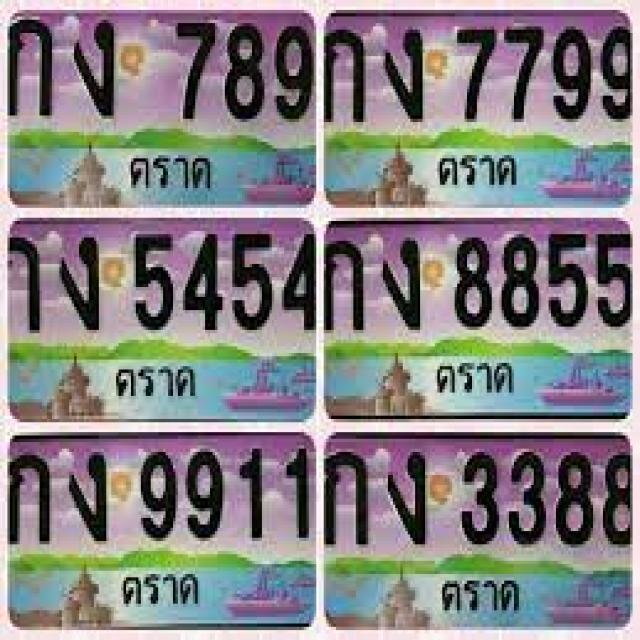 กง 789
ตราด
กง 7799
ตราด
กง 5454
ตราด
กง 8855
ตราด
กง 9911
ตราด
กง 3388
ตราด